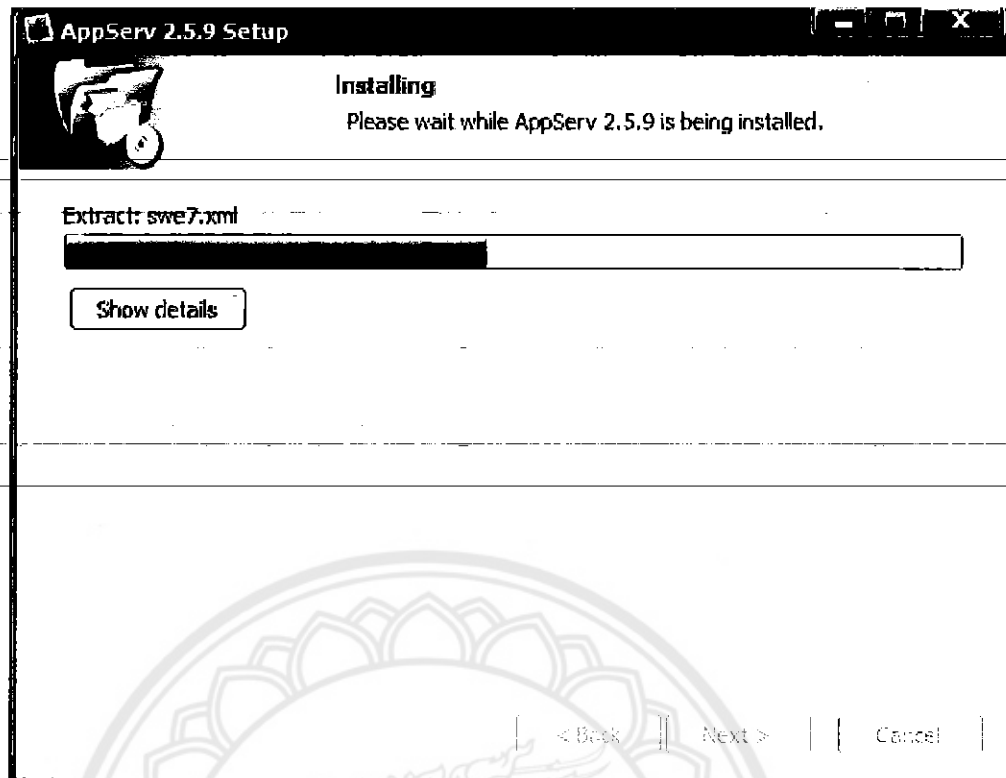 AppServ 2.5.9 Setup
Installing
Please wait while AppServ 2.5.9 is being installed.
Extract: swe7.xml
Show details
< Back
Next >
Cancel